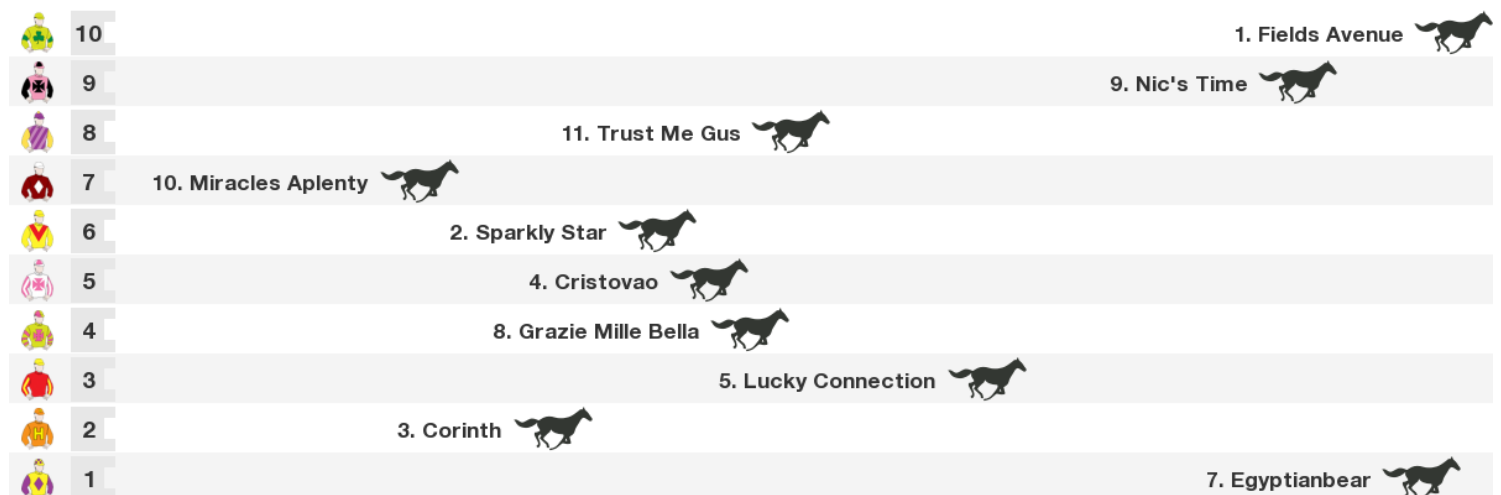 10 1. Fields Avenue
9 9. Nic's Time
8 11. Trust Me Gus
7 10. Miracles Aplenty
6 2. Sparkly Star
5 4. Cristovao
4 8. Grazie Mille Bella
3 5. Lucky Connection
H 2 3. Corinth
1 7. Egyptianbear